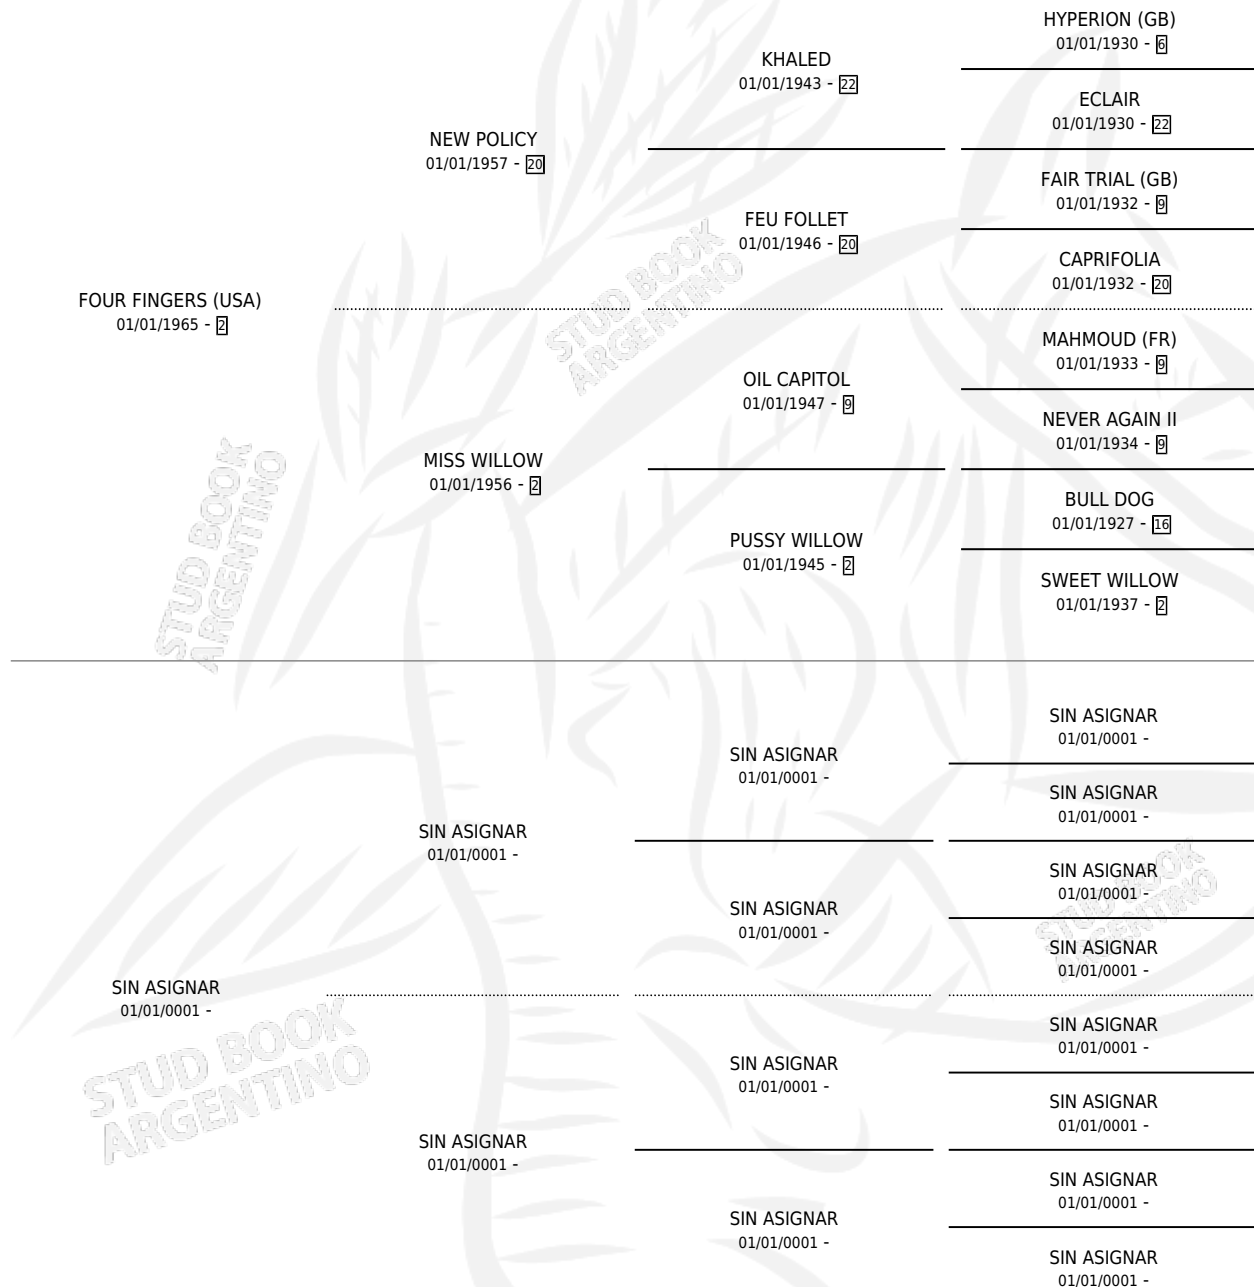 HYPERION (GB)
01/01/1930 - 6
KHALED
01/01/1943 - 22
ECLAIR
01/01/1930 - 22
NEW POLICY
01/01/1957 - 20
FAIR TRIAL (GB)
01/01/1932 - 9
FEU FOLLET
01/01/1946 - 20
CAPRIFOLIA
01/01/1932 - 20
FOUR FINGERS (USA)
01/01/1965 - 2
MAHMOUD (FR)
01/01/1933 - 9
OIL CAPITOL
01/01/1947 - 9
NEVER AGAIN II
01/01/1934 - 9
MISS WILLOW
01/01/1956 - 2
BULL DOG
01/01/1927 - 16
PUSSY WILLOW
01/01/1945 - 2
SWEET WILLOW
01/01/1937 - 2
STUD BOOK
ARGENTINO
STUD BOOK
ARGENTINO
SIN ASIGNAR
01/01/0001 -
SIN ASIGNAR
01/01/0001 -
SIN ASIGNAR
01/01/0001 -
SIN ASIGNAR
01/01/0001 -
SIN ASIGNAR
01/01/0001 -
SIN ASIGNAR
01/01/0001 -
SIN ASIGNAR
01/01/0001 -
SIN ASIGNAR
01/01/0001 -
SIN ASIGNAR
01/01/0001 -
SIN ASIGNAR
01/01/0001 -
SIN ASIGNAR
01/01/0001 -
SIN ASIGNAR
01/01/0001 -
SIN ASIGNAR
01/01/0001 -
SIN ASIGNAR
01/01/0001 -
SIN ASIGNAR
01/01/0001 -
STUD BOOK
ARGENTINO
STUD BOOK
ARGENTINO